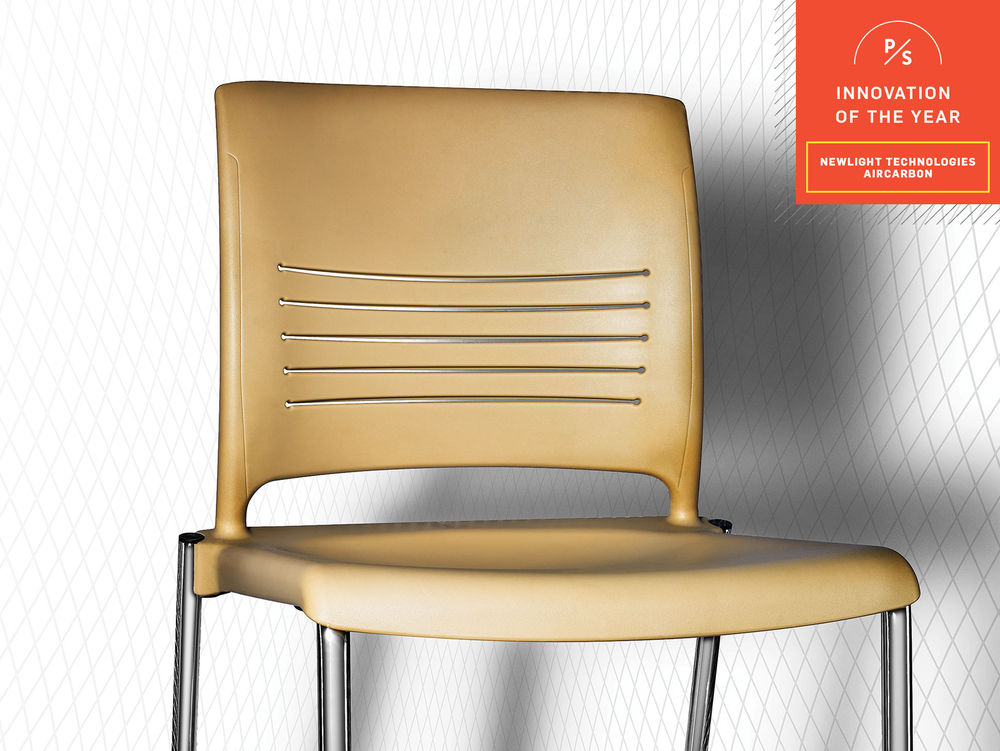 P/S
INNOVATION
OF THE YEAR
NEWLIGHT TECHNOLOGIES
AIRCARBON